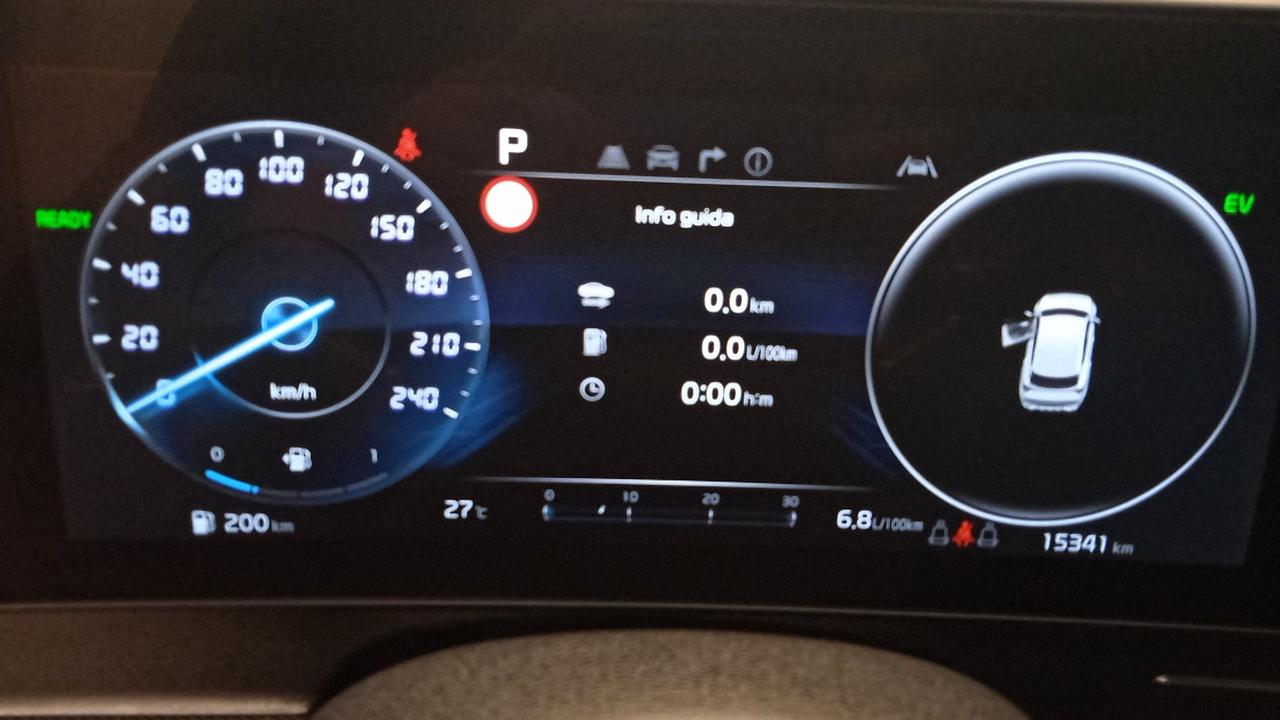 P
READY
EV
Info guida
0
20
40
60
80
100
120
150
180
210
240
km/h
0 1
0.0 km
0.0 L/100km
0:00 h:m
200 km
27 °C
0 10 20 30
6.8 L/100km
15341 km